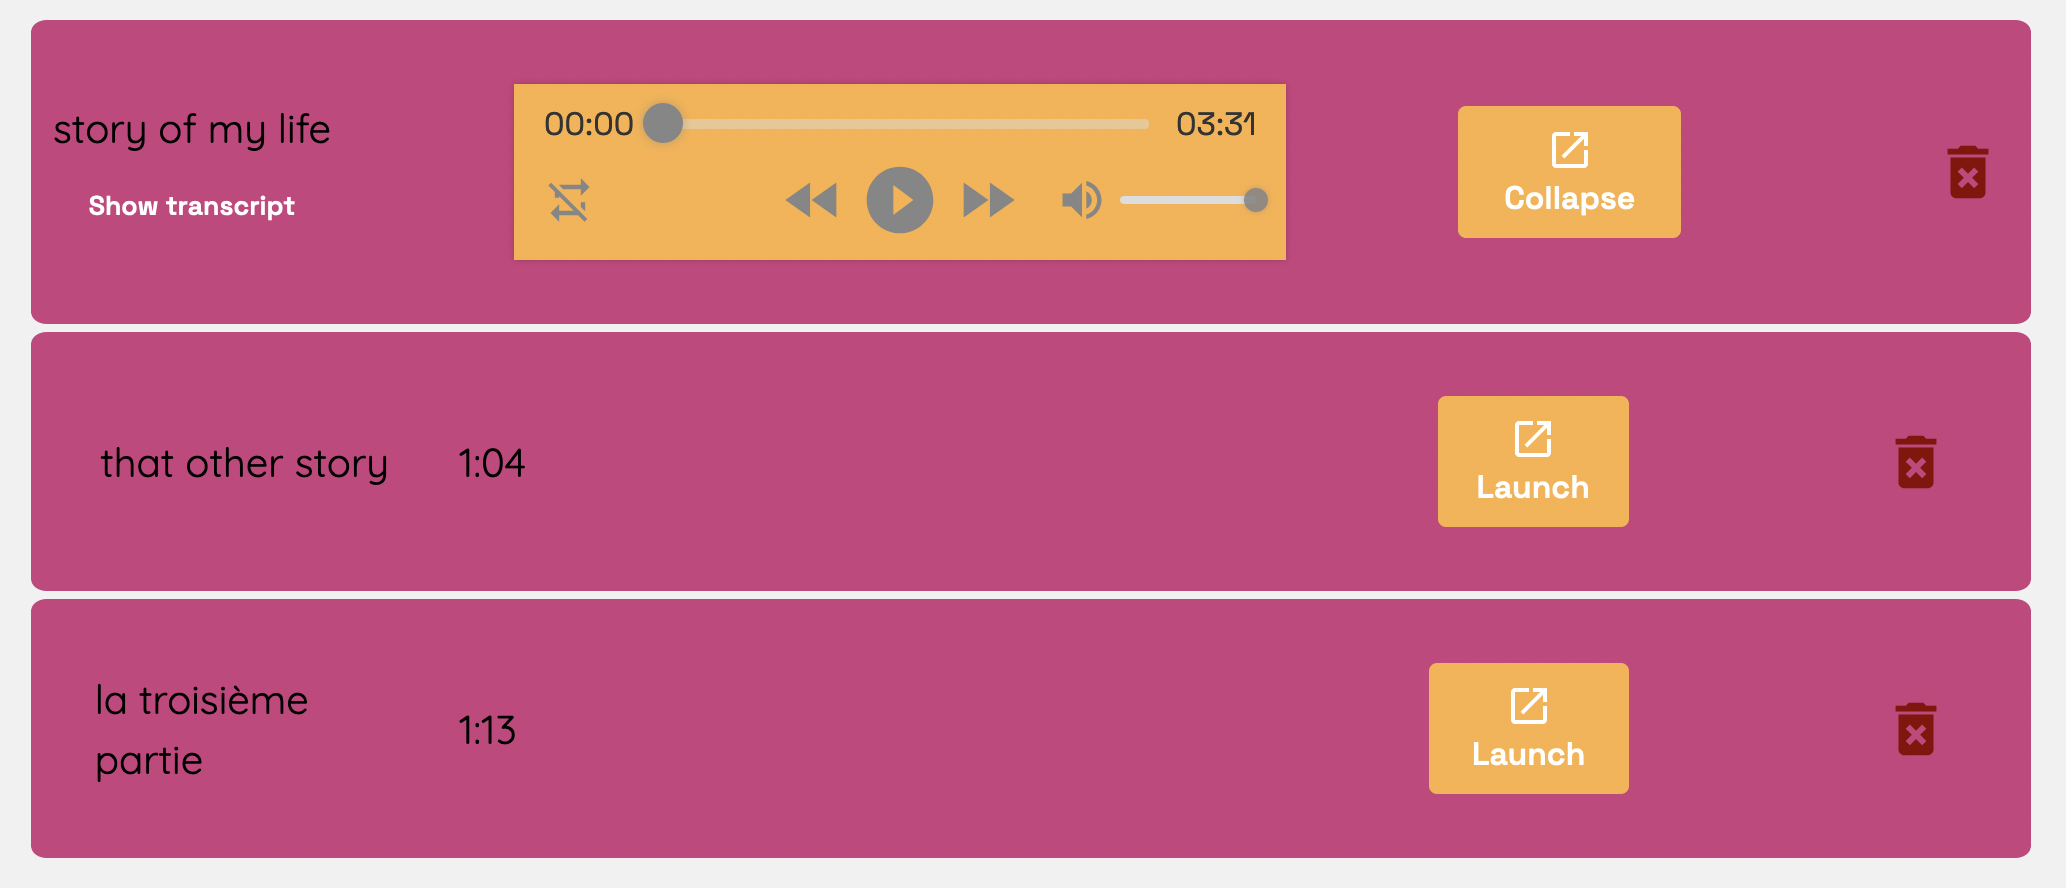 story of my life
Show transcript
00:00
03:31
Collapse
that other story
1:04
Launch
la troisième
partie
1:13
Launch